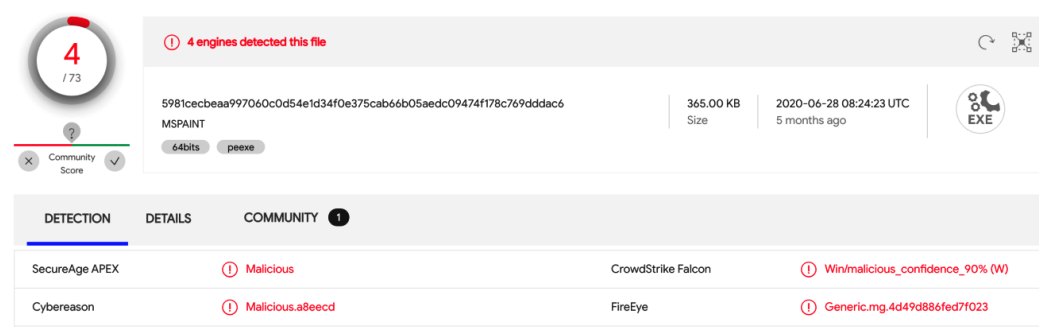 4
/ 73
?
Community
Score
4 engines detected this file
5981cecbeaa997060c0d54e1d34f0e375cab66b05aedc09474f178c769dddac6
MSPAINT
64bits peexe
365.00 KB
Size
2020-06-28 08:24:23 UTC
5 months ago
EXE
DETECTION DETAILS COMMUNITY 1
SecureAge APEX Malicious CrowdStrike Falcon Win/malicious_confidence_90% (W)
Cybereason Malicious.a8eecd FireEye Generic.mg.4d49d886fed7f023